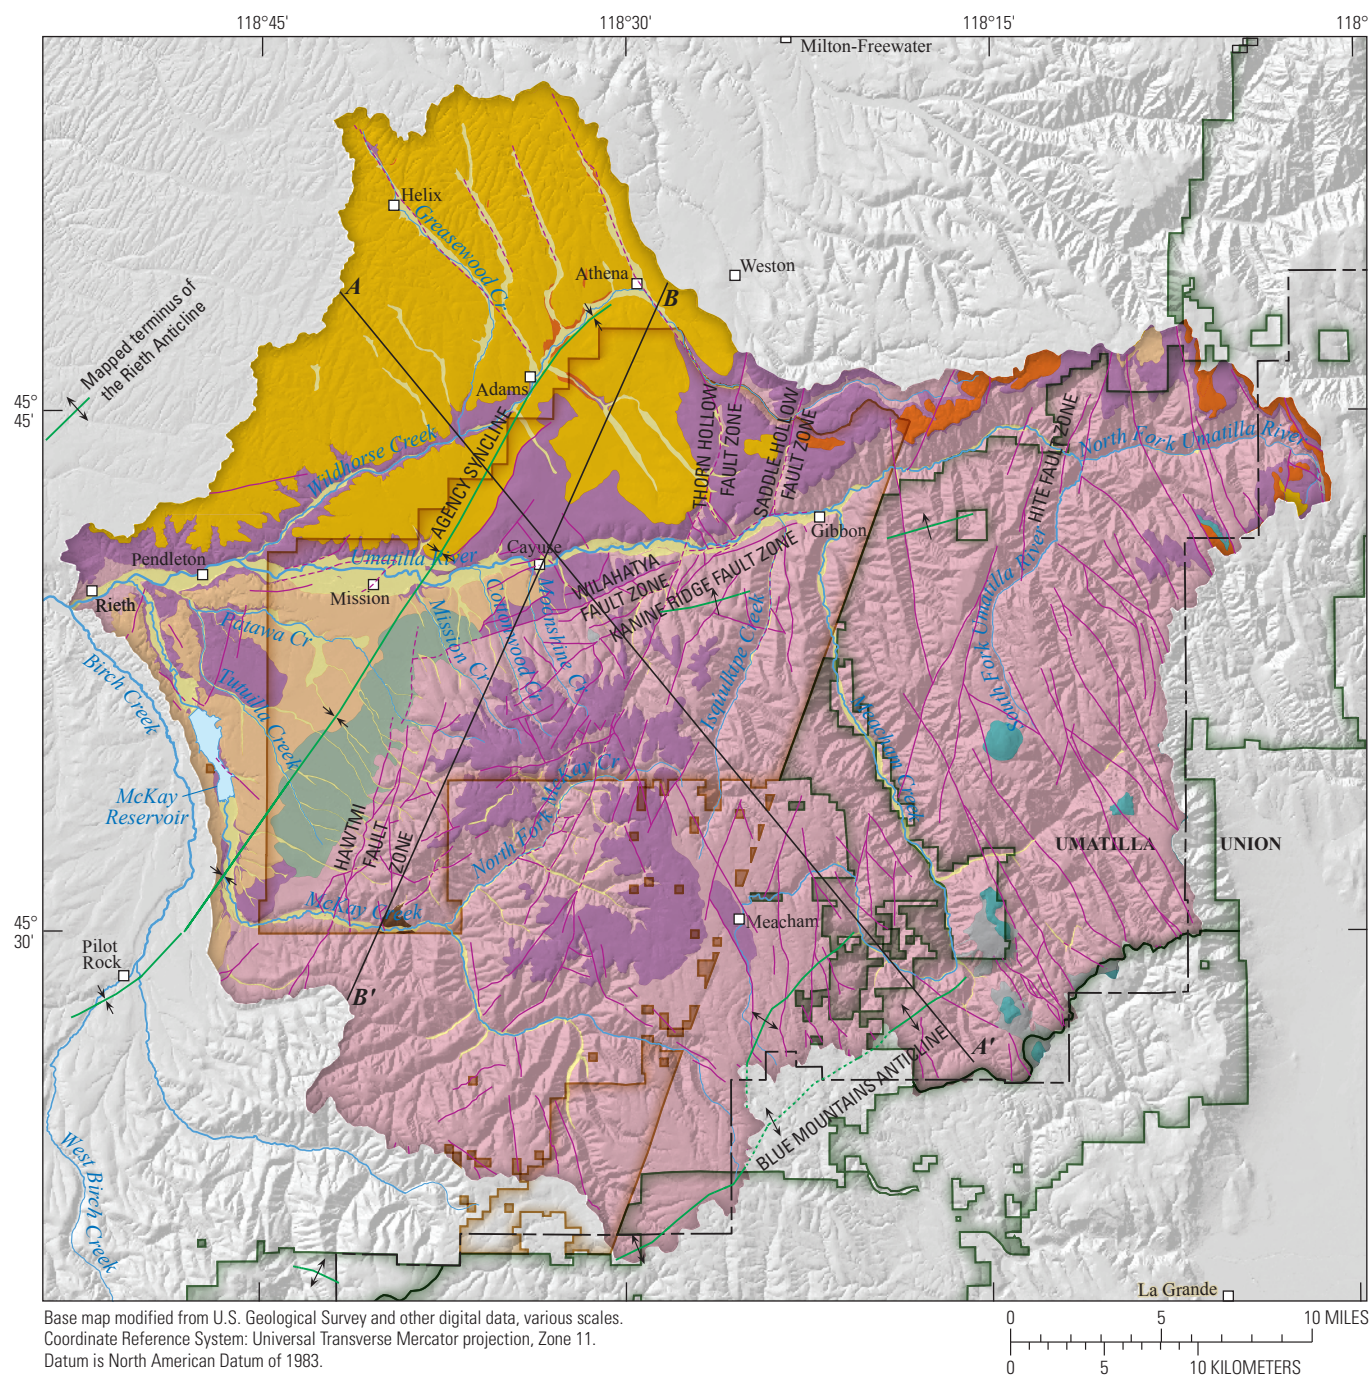 118°45'
118°30'
118°15'
118°
Milton-Freewater
Helix
Greasewood Cr
Athena
Weston
A
B
Mapped terminus of
the Rieth Anticline
Adams
45°
45'
Wildhorse Creek
AGENCY SYNCLINE
THORN HOLLOW
FAULT ZONE
SADDLE HOLLOW
FAULT ZONE
HITE FAULT ZONE
North Fork Umatilla River
Pendleton
Umatilla River
Cayuse
Gibbon
Rieth
Mission
WILAHATYA
FAULT ZONE
KANINE RIDGE FAULT ZONE
Patawa Cr
Mission Cr
Cottonwood Cr
Moonshine Cr
Isquulktpe Creek
South Fork Umatilla River
Birch Creek
Tutuilla Creek
Meacham Creek
McKay
Reservoir
HAWTMI
FAULT
ZONE
North Fork McKay Cr
UMATILLA
UNION
McKay Creek
Meacham
45°
30'
Pilot
Rock
B'
A'
BLUE MOUNTAINS ANTICLINE
West Birch Creek
La Grande
Base map modified from U.S. Geological Survey and other digital data, various scales.
Coordinate Reference System: Universal Transverse Mercator projection, Zone 11.
Datum is North American Datum of 1983.
0 5 10 MILES
0 5 10 KILOMETERS